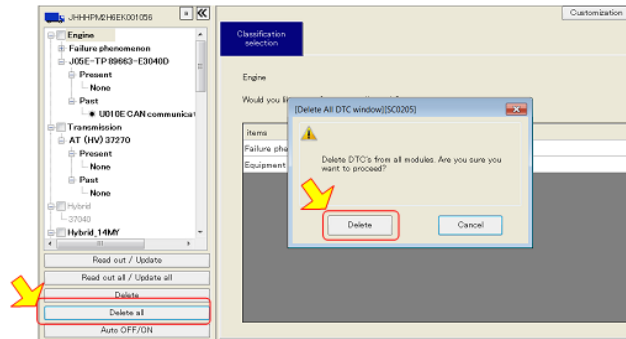 JHHHPM2H6EK001056
Customization
Engine
Failure phenomenon
J05E-TP 89663-E3040D
Present
None
Past
U010E CAN communicat
Transmission
AT (HV) 37270
Present
None
Past
None
Hybrid
37040
Hybrid_14MY
Read out / Update
Read out all / Update all
Delete
Delete all
Auto OFF/ON
Classification
selection
Engine
Would you li
items
Failure phe
Equipment
[Delete All DTC window][SC0205]
Delete DTC's from all modules. Are you sure you
want to proceed?
Delete
Cancel